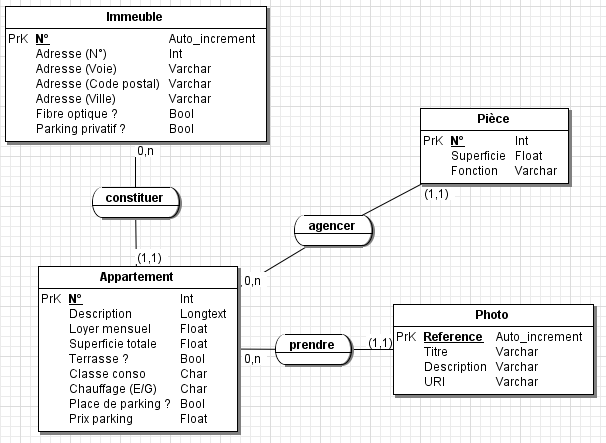 Immeuble
PrK N° Auto_increment
Adresse (N°) Int
Adresse (Voie) Varchar
Adresse (Code postal) Varchar
Adresse (Ville) Varchar
Fibre optique ? Bool
Parking privatif ? Bool
0,n
constituer
(1,1)
Pièce
PrK N° Int
Superficie Float
Fonction Varchar
(1,1)
agencer
0,n
Appartement
PrK N° Int
Description Longtext
Loyer mensuel Float
Superficie totale Float
Terrasse ? Bool
Classe conso Char
Chauffage (E/G) Char
Place de parking ? Bool
Prix parking Float
0,n
prendre
(1,1)
Photo
PrK Reference Auto_increment
Titre Varchar
Description Varchar
URI Varchar